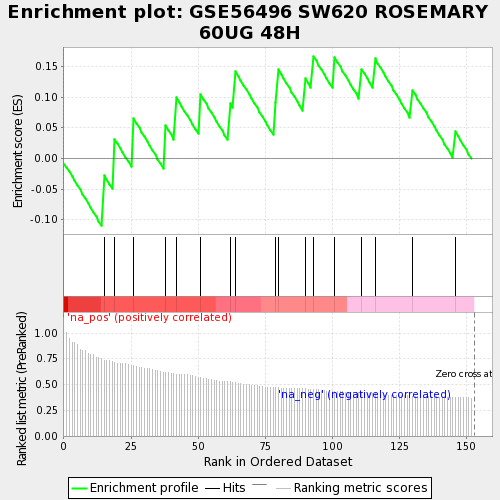 Enrichment plot: GSE56496 SW620 ROSEMARY
60UG 48H
Enrichment score (ES)
0.15
0.10
0.05
0.00
-0.05
-0.10
'na_pos' (positively correlated)
Ranked list metric (PreRanked)
1.00
0.75
0.50
0.25
0.00
Zero cross at
'na_neg' (negatively correlated)
0
25
50
75
100
125
150
Rank in Ordered Dataset
Enrichment profile
Hits
Ranking metric scores